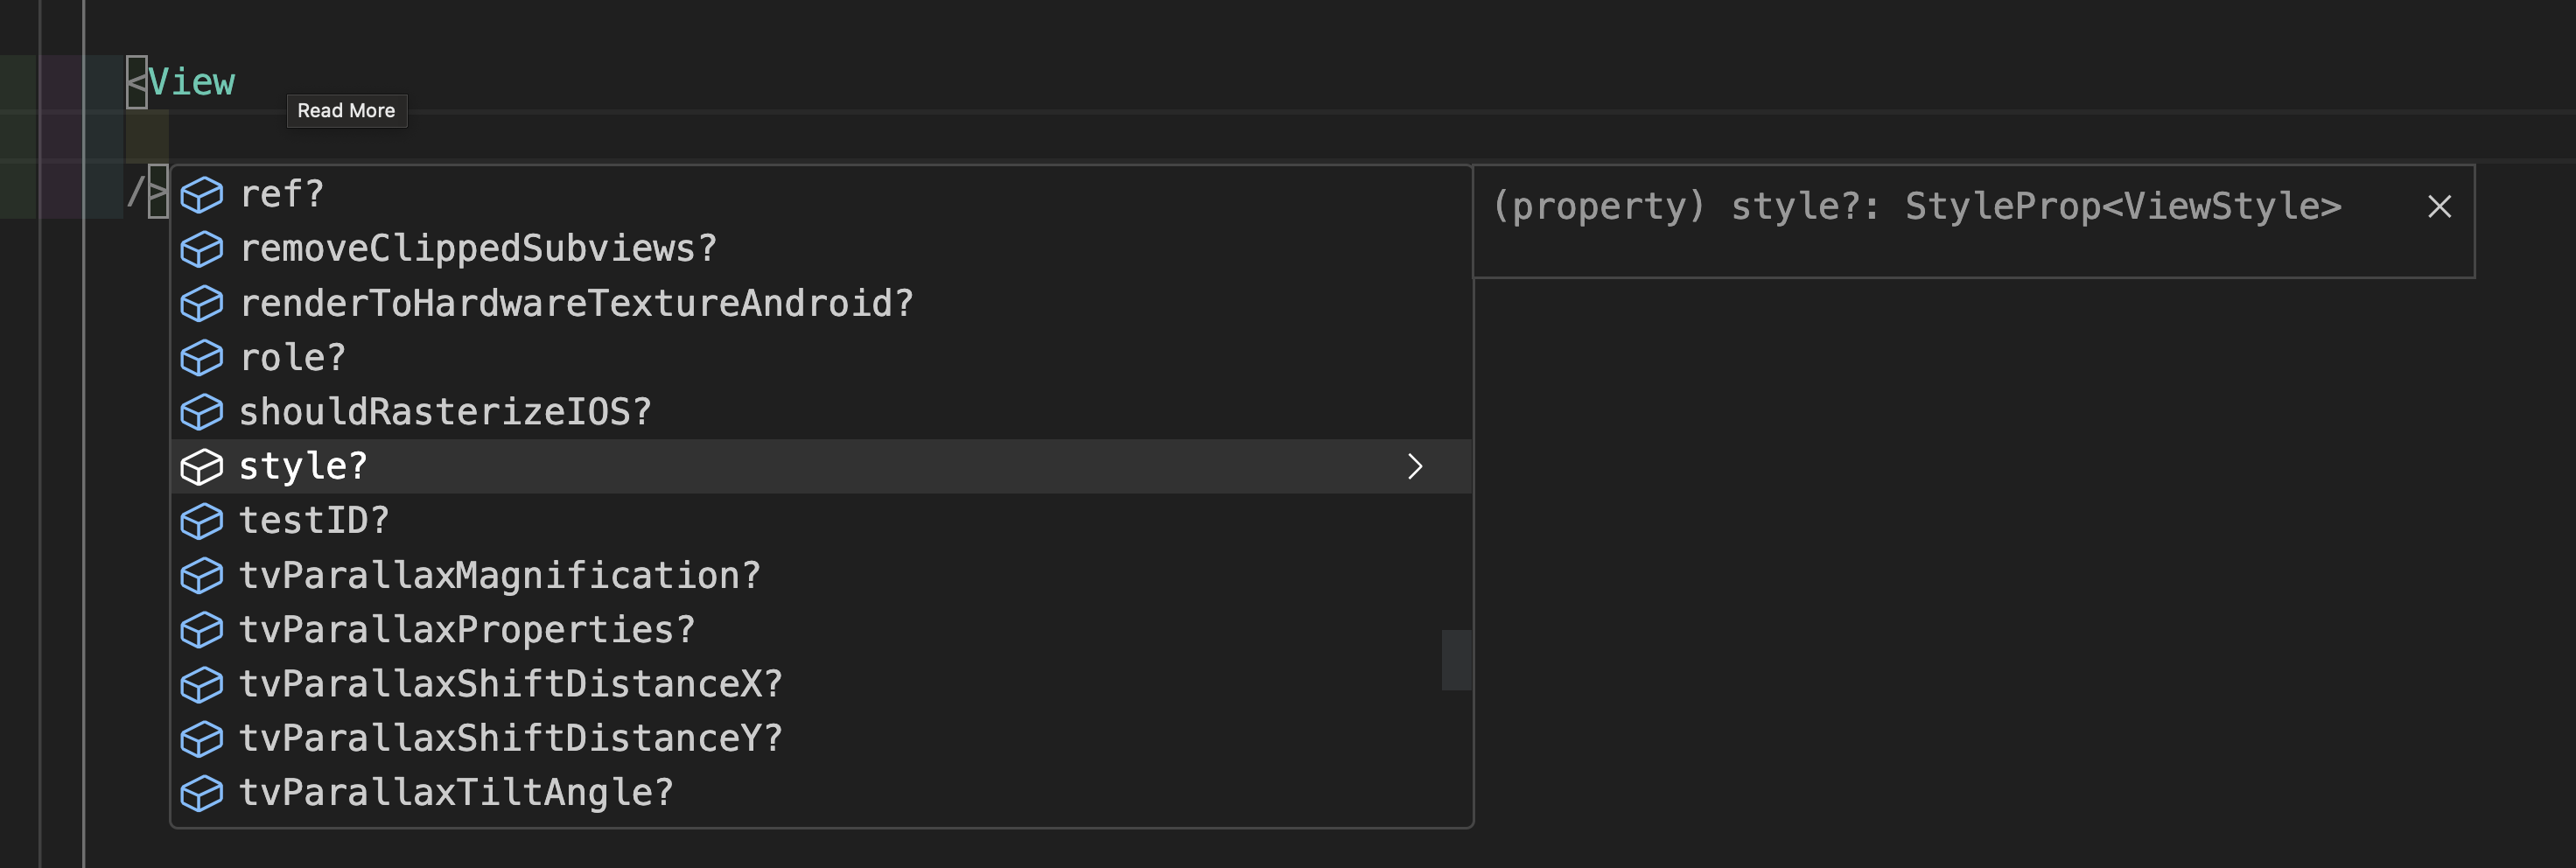 <View
Read More
/>
ref?
removeClippedSubviews?
renderToHardwareTextureAndroid?
role?
shouldRasterizeIOS?
style?
testID?
tvParallaxMagnification?
tvParallaxProperties?
tvParallaxShiftDistanceX?
tvParallaxShiftDistanceY?
tvParallaxTiltAngle?
(property) style?: StyleProp<ViewStyle>